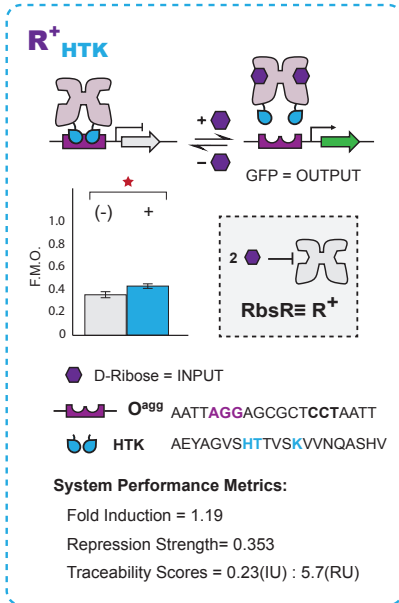 R⁺HTK
+
−
GFP = OUTPUT
★
(-) +
F.M.O.
1.0
0.8
0.6
0.4
0.2
0
2
RbsR≡ R⁺
D-Ribose = INPUT
Oᵃᵍᵍ AATTAGGAGCGCTCCTAATT
HTK AEYAGVSHTTVSKVVNQASHV
System Performance Metrics:
Fold Induction = 1.19
Repression Strength= 0.353
Traceability Scores = 0.23(IU) : 5.7(RU)